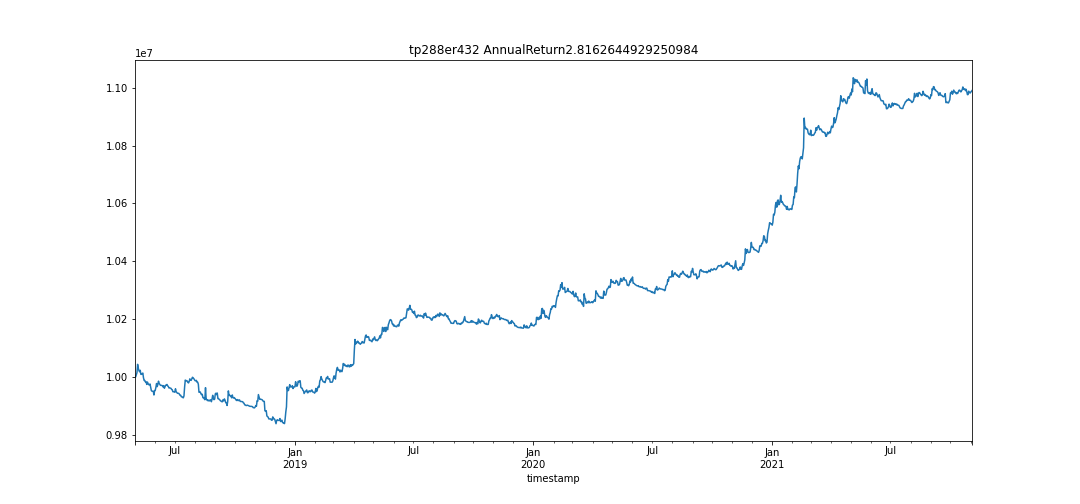 tp288er432 AnnualReturn2.8162644929250984
1e7
1.10
1.08
1.06
1.04
1.02
1.00
0.98
Jul
Jan
2019
Jul
Jan
2020
Jul
Jan
2021
Jul
timestamp